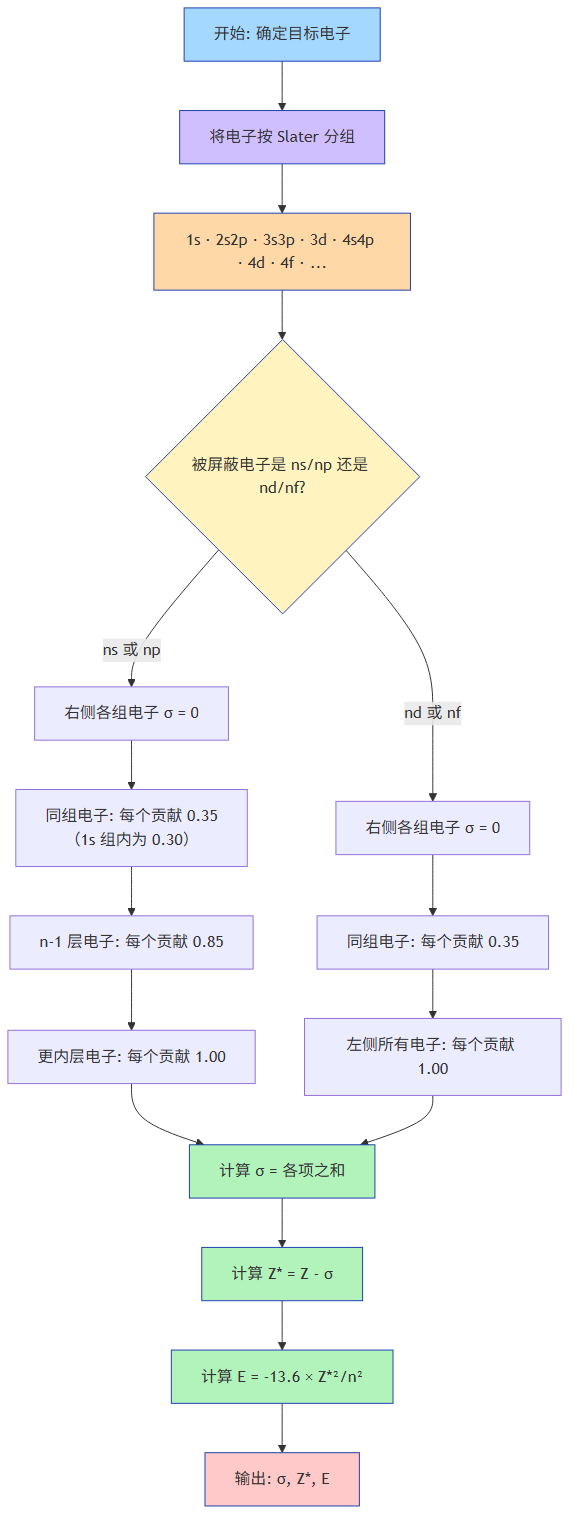 开始: 确定目标电子
将电子按 Slater 分组
1s · 2s2p · 3s3p · 3d · 4s4p
· 4d · 4f · …
被屏蔽电子是 ns/np 还是
nd/nf?
ns 或 np
nd 或 nf
右侧各组电子 σ = 0
同组电子: 每个贡献 0.35
（1s 组内为 0.30）
n-1 层电子: 每个贡献 0.85
更内层电子: 每个贡献 1.00
右侧各组电子 σ = 0
同组电子: 每个贡献 0.35
左侧所有电子: 每个贡献
1.00
计算 σ = 各项之和
计算 Z* = Z - σ
计算 E = -13.6 × Z*²/n²
输出: σ, Z*, E